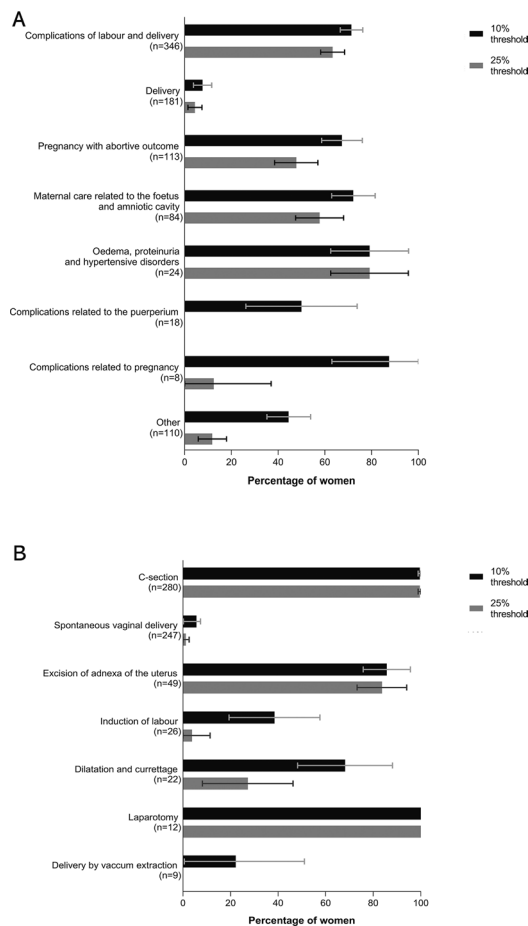 A
10%
threshold
25%
threshold
Complications of labour and delivery
(n=346)
Delivery
(n=181)
Pregnancy with abortive outcome
(n=113)
Maternal care related to the foetus
and amniotic cavity
(n=84)
Oedema, proteinuria
and hypertensive disorders
(n=24)
Complications related to the puerperium
(n=18)
Complications related to pregnancy
(n=8)
Other
(n=110)
0 20 40 60 80 100
Percentage of women
B
10%
threshold
25%
threshold
C-section
(n=280)
Spontaneous vaginal delivery
(n=247)
Excision of adnexa of the uterus
(n=49)
Induction of labour
(n=26)
Dilatation and currettage
(n=22)
Laparotomy
(n=12)
Delivery by vaccum extraction
(n=9)
0 20 40 60 80 100
Percentage of women